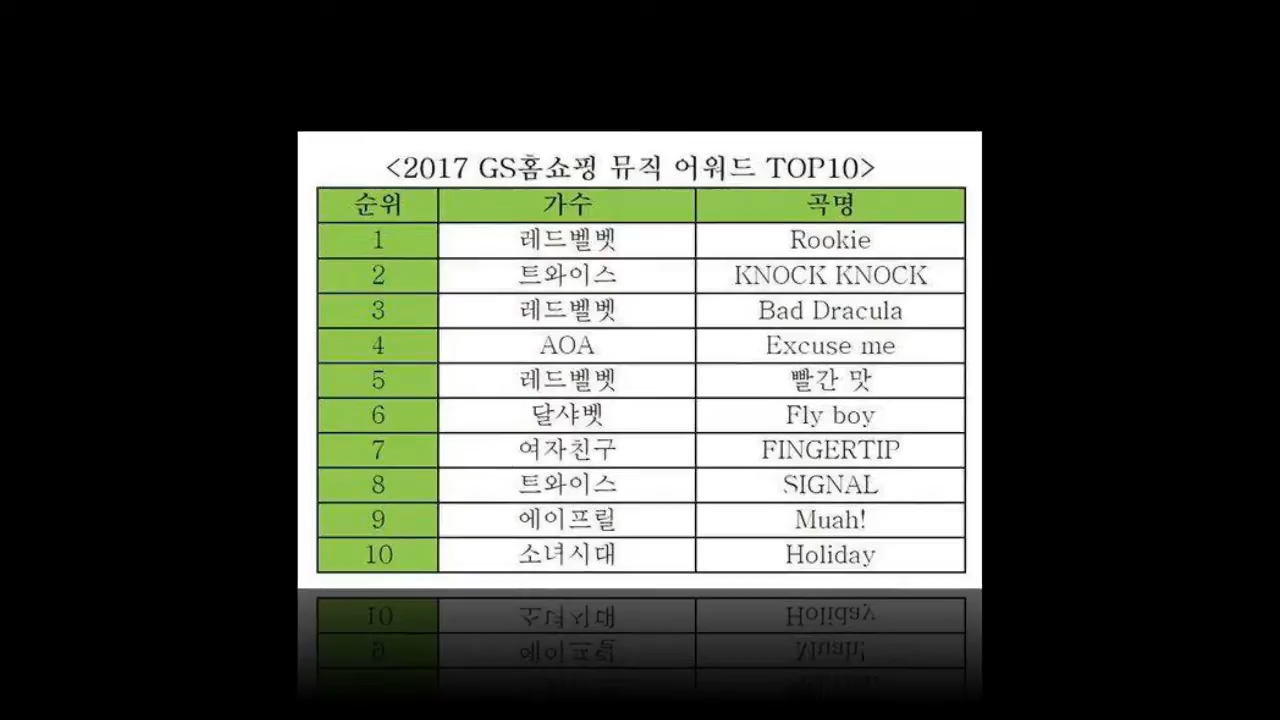 <2017 GS홈쇼핑 뮤직 어워드 TOP10>
순위 가수 곡명
1 레드벨벳 Rookie
2 트와이스 KNOCK KNOCK
3 레드벨벳 Bad Dracula
4 AOA Excuse me
5 레드벨벳 빨간 맛
6 달샤벳 Fly boy
7 여자친구 FINGERTIP
8 트와이스 SIGNAL
9 에이프릴 Muah!
10 소녀시대 Holiday